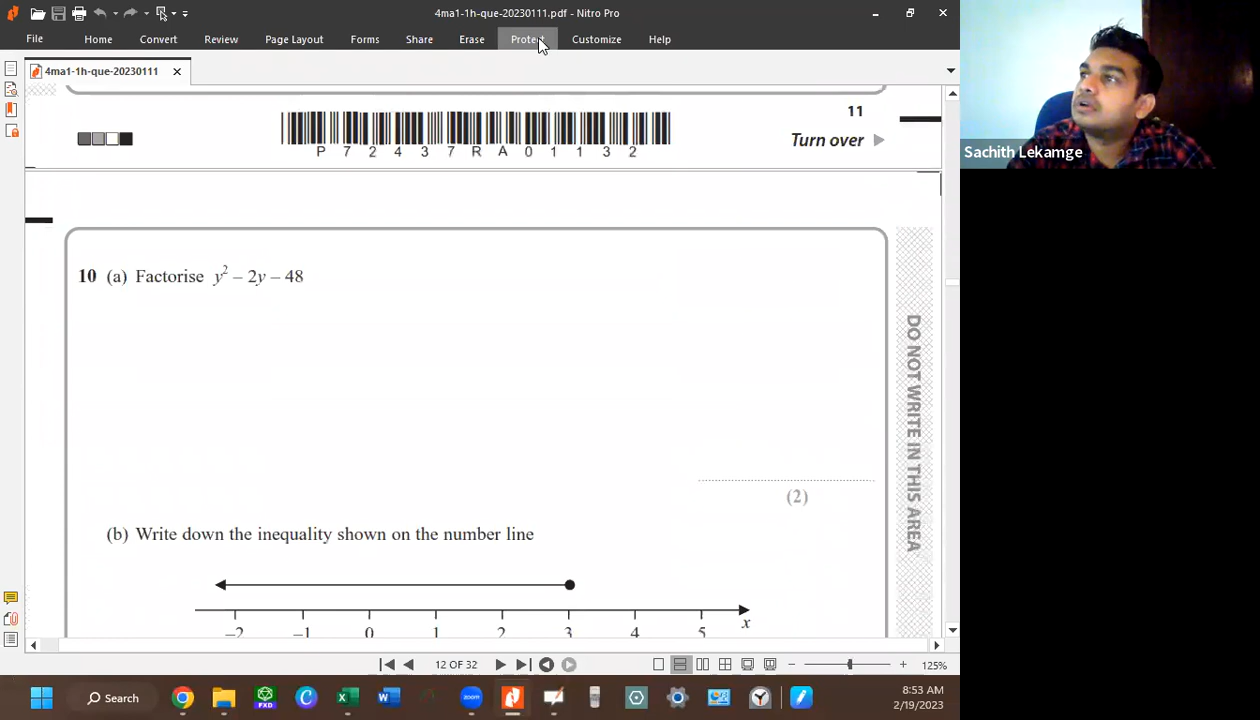 4ma1-1h-que-20230111.pdf - Nitro Pro
File Home Convert Review Page Layout Forms Share Erase Protect Customize Help
4ma1-1h-que-20230111
11
P 7 2 4 3 7 R A 0 1 1 3 2
Turn over
10 (a) Factorise y² – 2y – 48
(2)
(b) Write down the inequality shown on the number line
–2 –1 0 1 2 3 4 5 x
DO NOT WRITE IN THIS AREA
12 OF 32
125%
Search
FXD
zoom
8:53 AM
2/19/2023
Sachith Lekamge